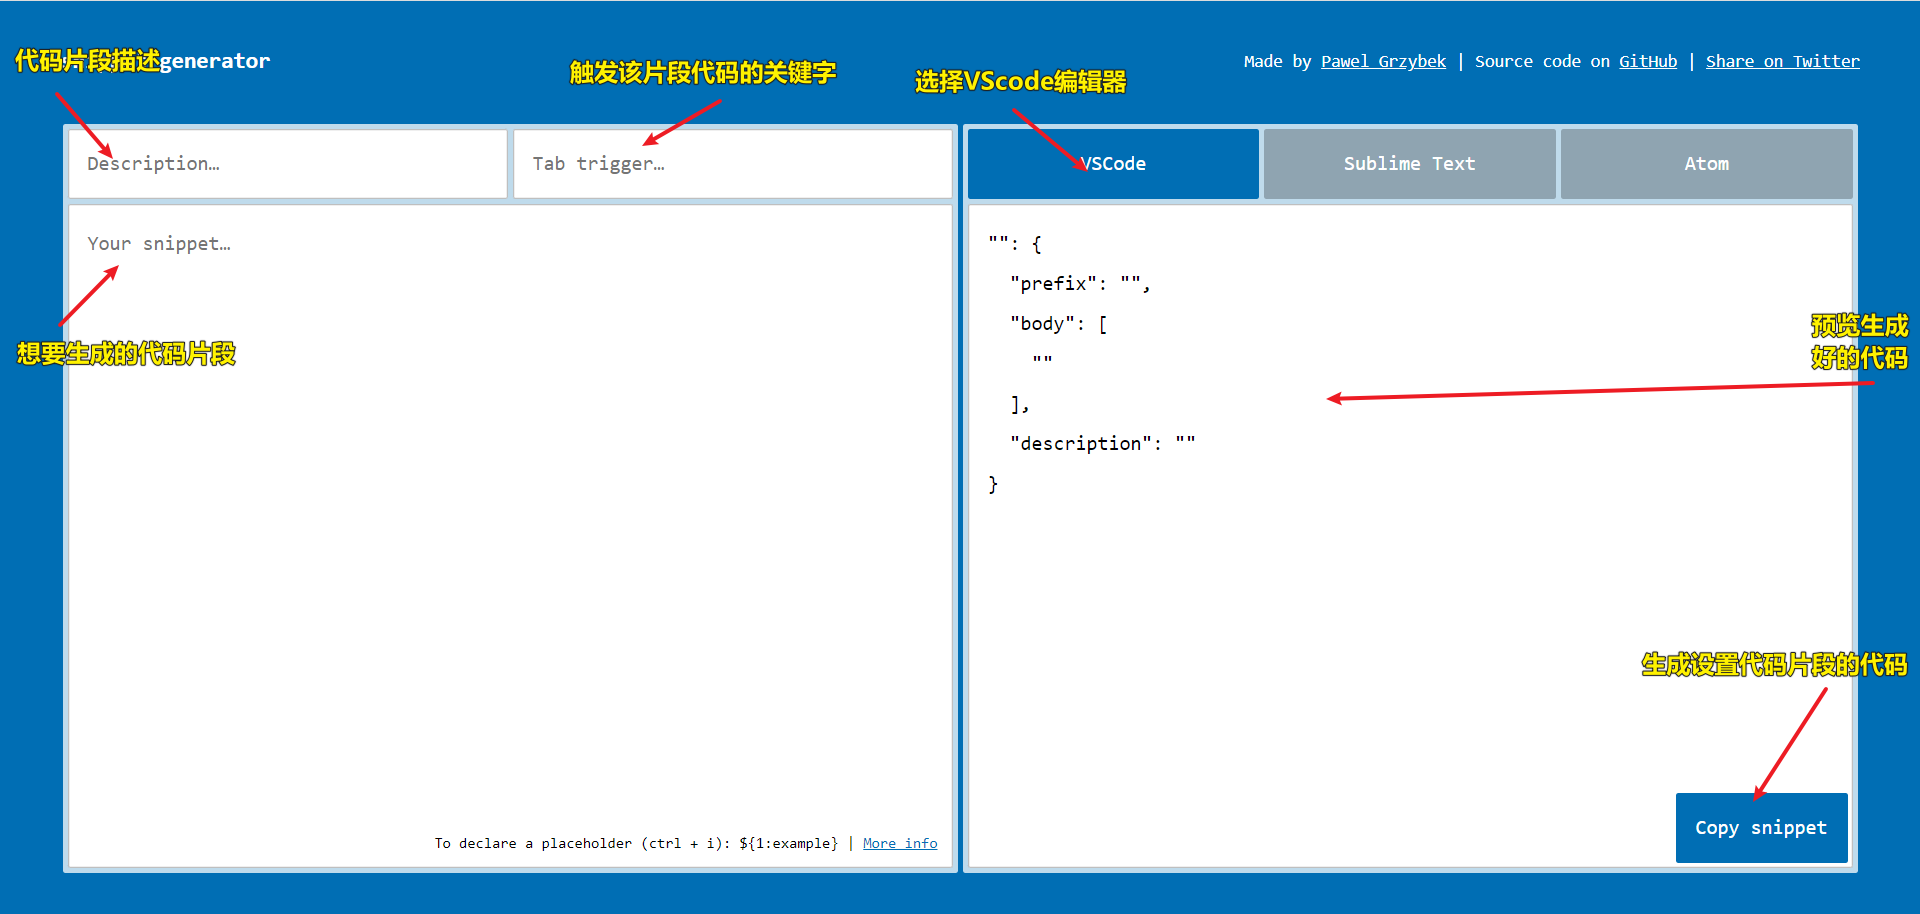 代码片段描述generator
触发该片段代码的关键字
选择VScode编辑器
Made by Pawel Grzybek | Source code on GitHub | Share on Twitter
Description…
Tab trigger…
Your snippet…
想要生成的代码片段
To declare a placeholder (ctrl + i): ${1:example} | More info
VSCode
Sublime Text
Atom
"": {
"prefix": "",
"body": [
""
],
"description": ""
}
预览生成
好的代码
生成设置代码片段的代码
Copy snippet